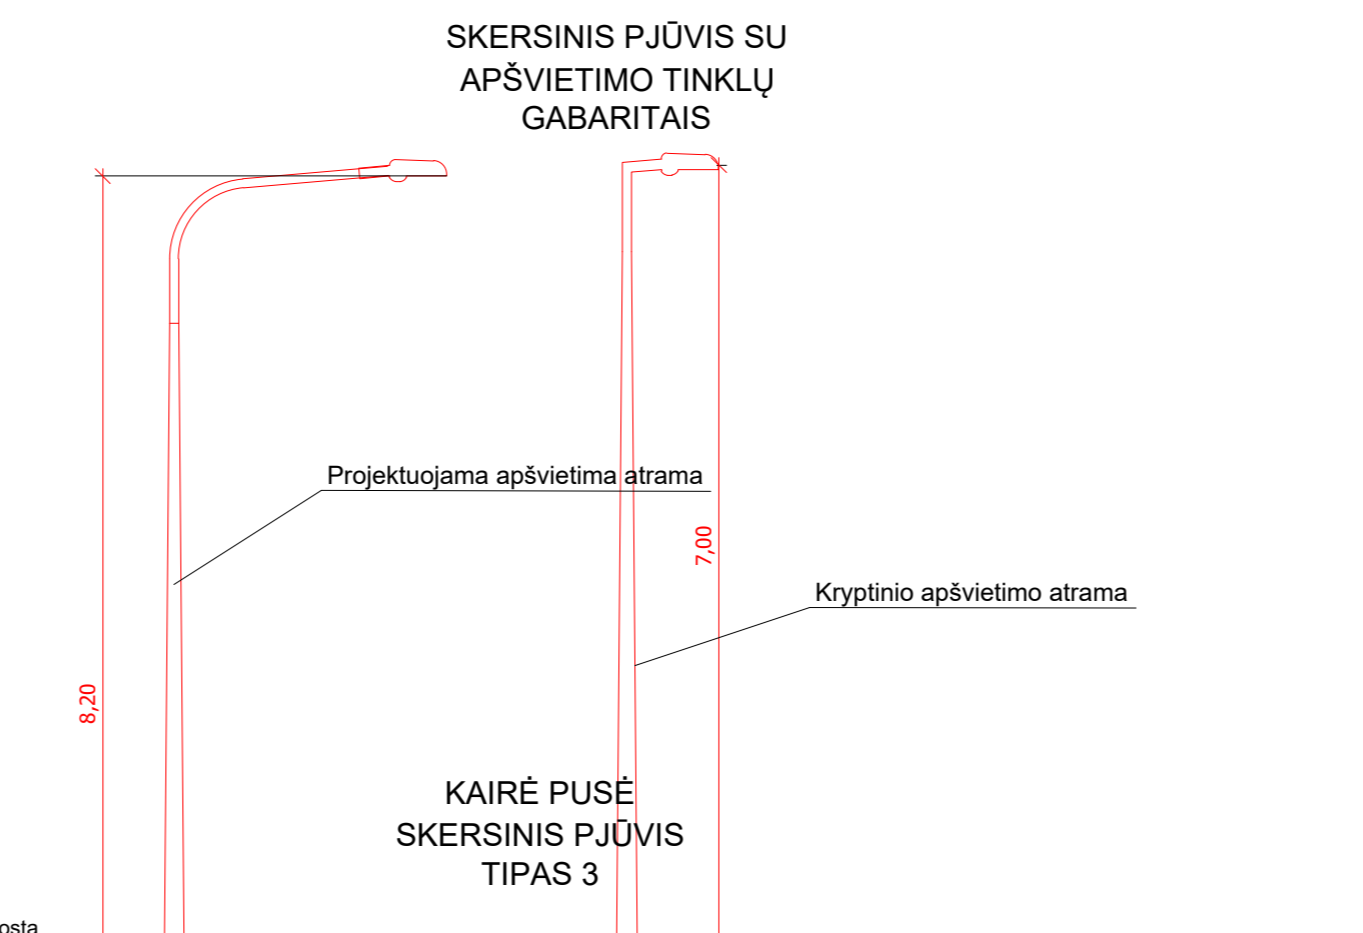 SKERSINIS PJŪVIS SU
APŠVIETIMO TINKLŲ
GABARITAIS
Projektuojama apšvietima atrama
7,00
Kryptinio apšvietimo atrama
8,20
KAIRĖ PUSĖ
SKERSINIS PJŪVIS
TIPAS 3